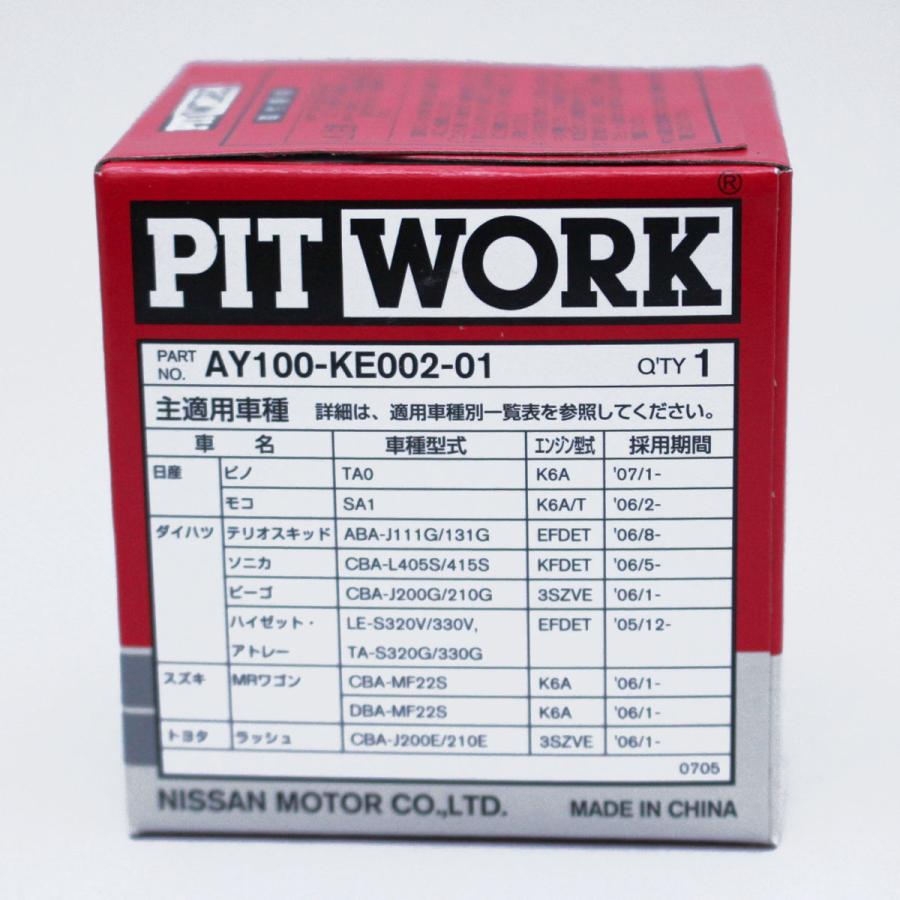 PIT WORK ®
PART NO. AY100-KE002-01 Q'TY 1
主適用車種 詳細は、適用車種別一覧表を参照してください。
車 名 車種型式 エンジン型式 採用期間
日産 ピノ TA0 K6A '07/1-
モコ SA1 K6A/T '06/2-
ダイハツ テリオスキッド ABA-J111G/131G EFDET '06/8-
ソニカ CBA-L405S/415S KFDET '06/5-
ビーゴ CBA-J200G/210G 3SZVE '06/1-
ハイゼット・ LE-S320V/330V, EFDET '05/12-
アトレー TA-S320G/330G
スズキ MRワゴン CBA-MF22S K6A '06/1-
DBA-MF22S K6A '06/1-
トヨタ ラッシュ CBA-J200E/210E 3SZVE '06/1-
0705
NISSAN MOTOR CO.,LTD. MADE IN CHINA